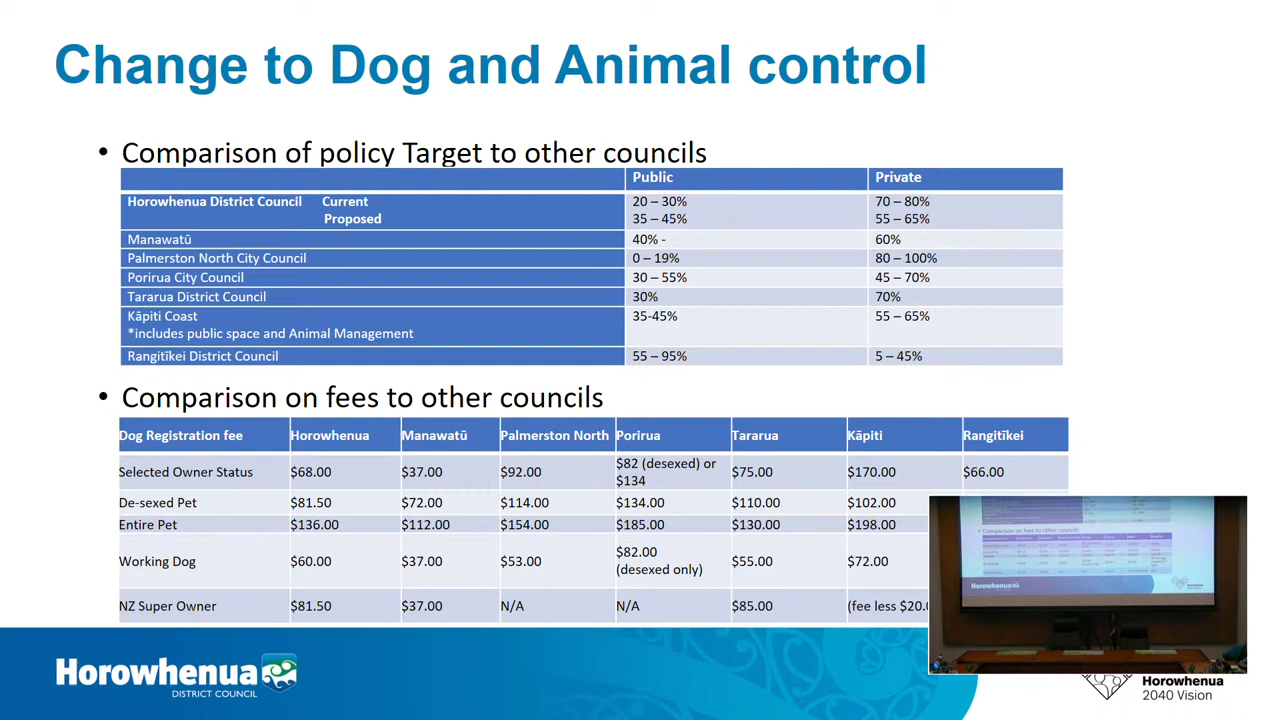 Change to Dog and Animal control
• Comparison of policy Target to other councils
Public Private
Horowhenua District Council Current 20 – 30% 70 – 80%
Proposed 35 – 45% 55 – 65%
Manawatū 40% - 60%
Palmerston North City Council 0 – 19% 80 – 100%
Porirua City Council 30 – 55% 45 – 70%
Tararua District Council 30% 70%
Kāpiti Coast 35-45% 55 – 65%
*includes public space and Animal Management
Rangitīkei District Council 55 – 95% 5 – 45%
• Comparison on fees to other councils
Dog Registration fee Horowhenua Manawatū Palmerston North Porirua Tararua Kāpiti Rangitīkei
Selected Owner Status $68.00 $37.00 $92.00 $82 (desexed) or $134 $75.00 $170.00 $66.00
De-sexed Pet $81.50 $72.00 $114.00 $134.00 $110.00 $102.00
Entire Pet $136.00 $112.00 $154.00 $185.00 $130.00 $198.00
Working Dog $60.00 $37.00 $53.00 $82.00 (desexed only) $55.00 $72.00
NZ Super Owner $81.50 $37.00 N/A N/A $85.00 (fee less
Comparison on fees to other councils
Horowhenua
Horowhenua
DISTRICT COUNCIL
Horowhenua
2040 Vision